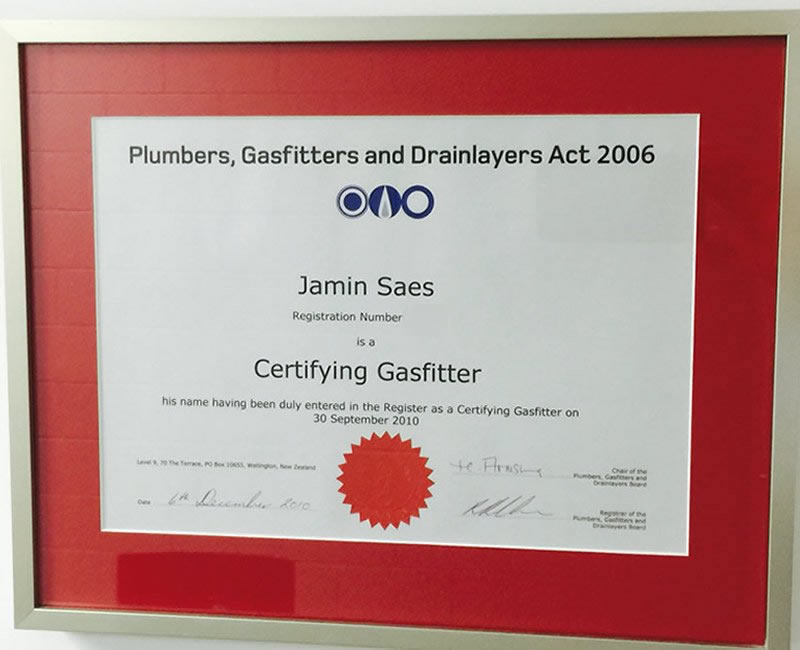 Plumbers, Gasfitters and Drainlayers Act 2006
Jamin Saes
Registration Number
is a
Certifying Gasfitter
his name having been duly entered in the Register as a Certifying Gasfitter on
30 September 2010
Level 9, 70 The Terrace, PO Box 10655, Wellington, New Zealand
Chair of the
Plumbers, Gasfitters and
Drainlayers Board
Date 6th December 2010
Registrar of the
Plumbers, Gasfitters and
Drainlayers Board